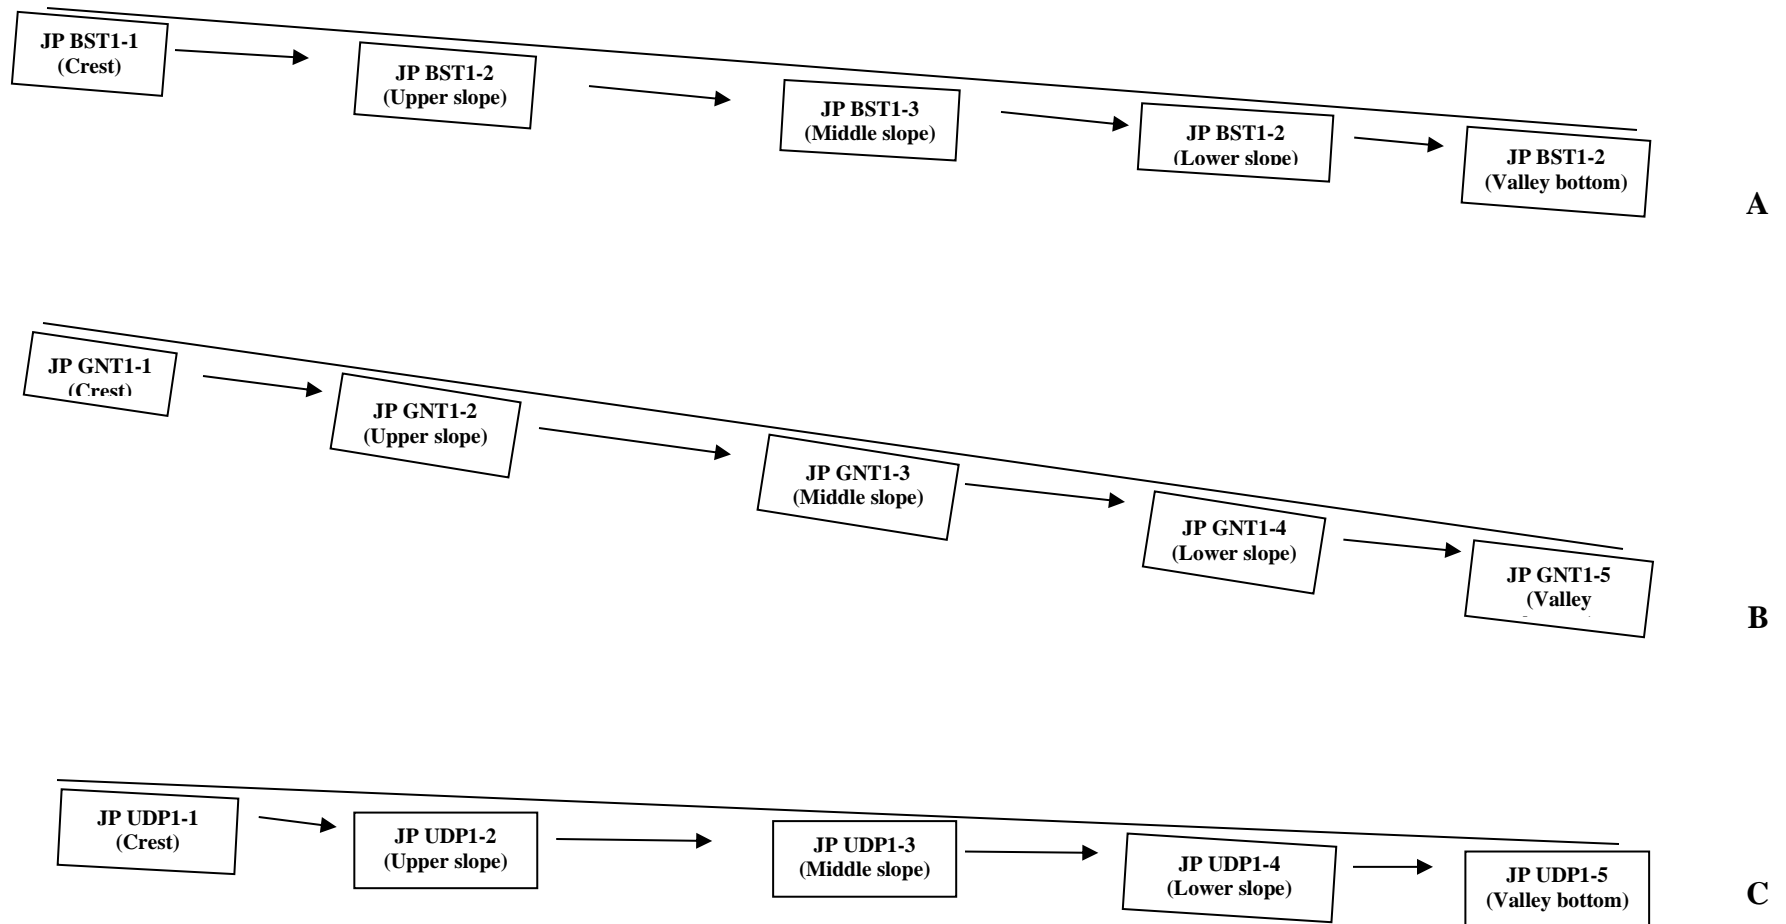 JP BST1-1
(Crest)
JP BST1-2
(Upper slope)
JP BST1-3
(Middle slope)
JP BST1-2
(Lower slope)
JP BST1-2
(Valley bottom)
A
JP GNT1-1
(Crest)
JP GNT1-2
(Upper slope)
JP GNT1-3
(Middle slope)
JP GNT1-4
(Lower slope)
JP GNT1-5
(Valley
B
JP UDP1-1
(Crest)
JP UDP1-2
(Upper slope)
JP UDP1-3
(Middle slope)
JP UDP1-4
(Lower slope)
JP UDP1-5
(Valley bottom)
C